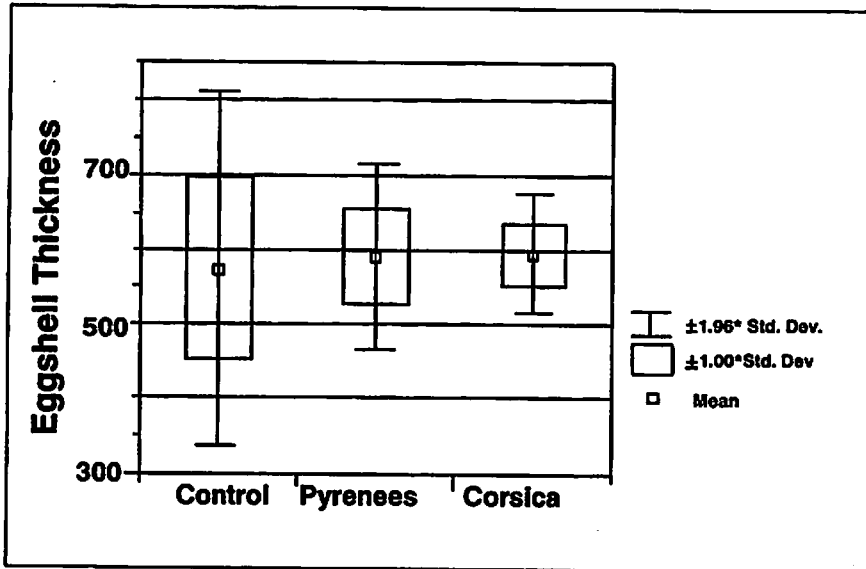 Eggshell Thickness
700
500
300
Control
Pyrenees
Corsica
±1.96* Std. Dev.
±1.00*Std. Dev
Mean